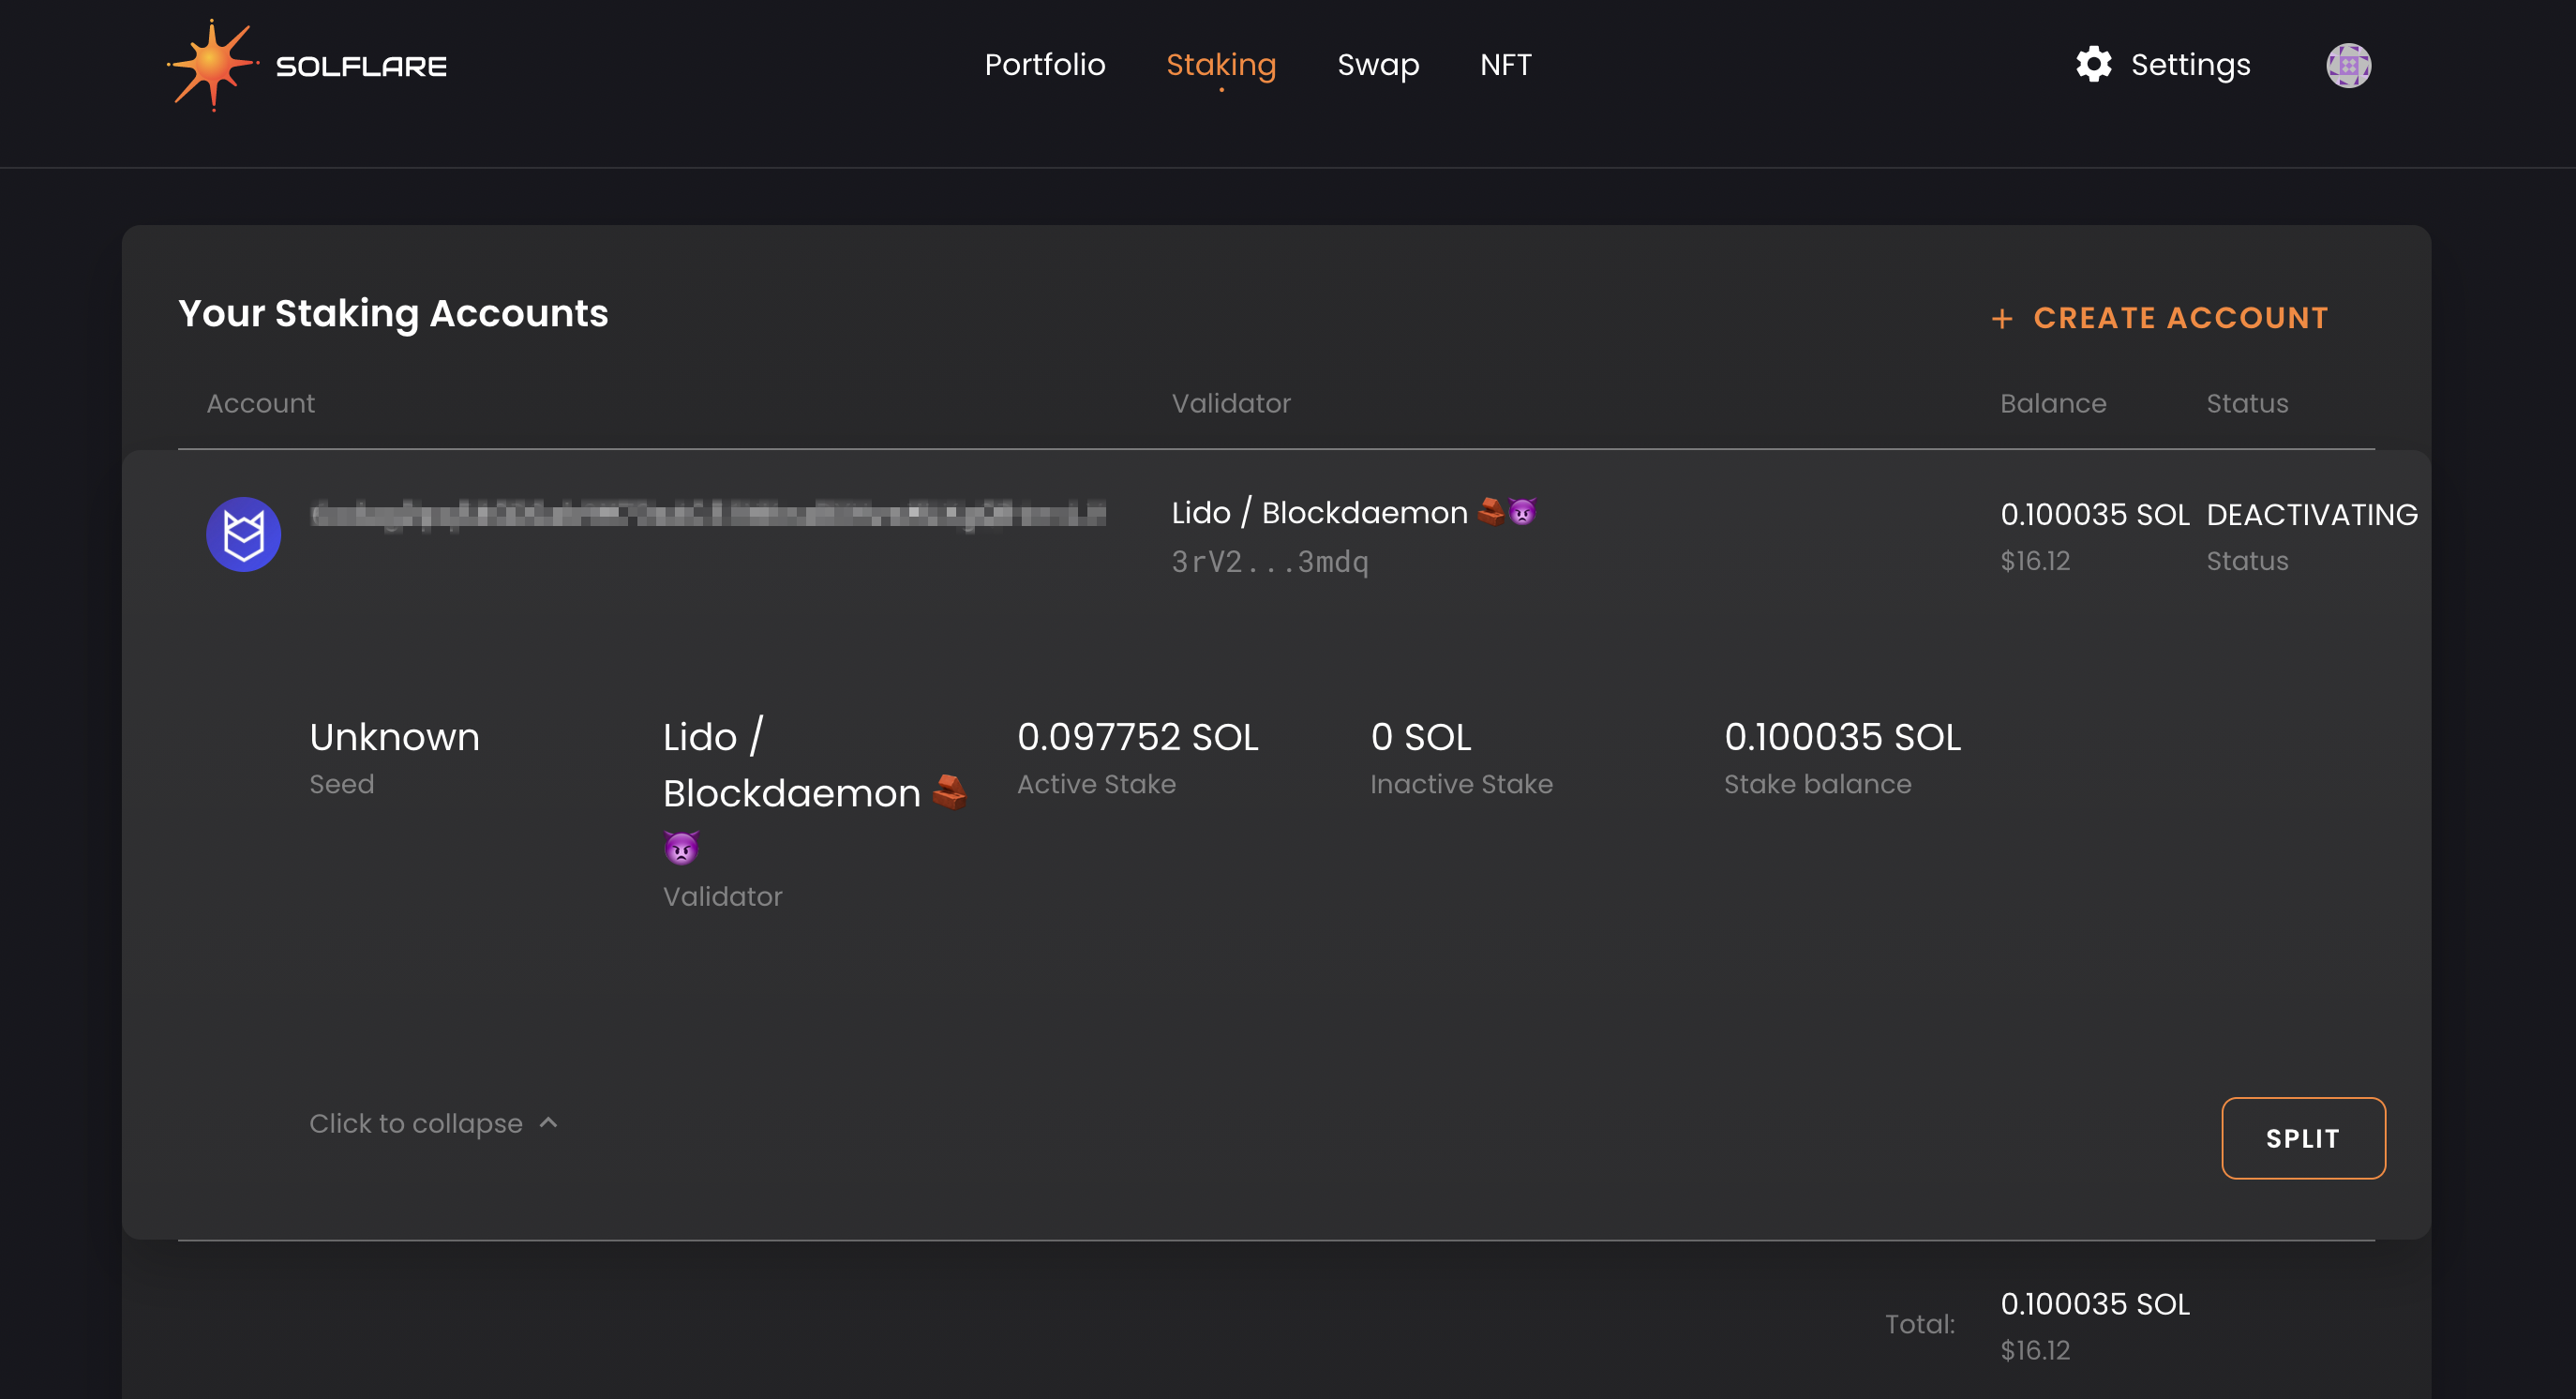 SOLFLARE
Portfolio
Staking
Swap
NFT
Settings
Your Staking Accounts
+ CREATE ACCOUNT
Account
Validator
Balance
Status
Lido / Blockdaemon 🧱👿
0.100035 SOL
DEACTIVATING
3rV2...3mdq
$16.12
Status
Unknown
Seed
Lido /
Blockdaemon 🧱
👿
Validator
0.097752 SOL
Active Stake
0 SOL
Inactive Stake
0.100035 SOL
Stake balance
Click to collapse
SPLIT
Total:
0.100035 SOL
$16.12